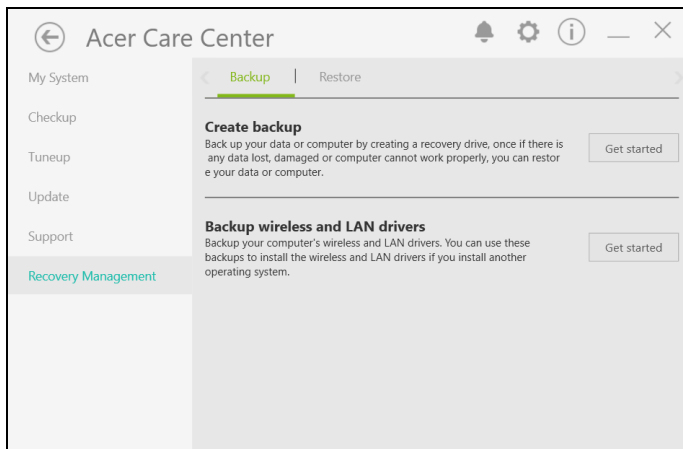 Acer Care Center
My System
Checkup
Tuneup
Update
Support
Recovery Management
Backup
Restore
Create backup
Back up your data or computer by creating a recovery drive, once if there is
any data lost, damaged or computer cannot work properly, you can restor
e your data or computer.
Get started
Backup wireless and LAN drivers
Backup your computer's wireless and LAN drivers. You can use these
backups to install the wireless and LAN drivers if you install another
operating system.
Get started